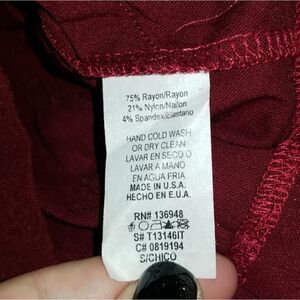 75% Rayon/Rayon
21% Nylon/Nailon
4% Spandex/Elastano
HAND COLD WASH
OR DRY CLEAN
LAVAR EN SECO O
LAVAR A MANO
EN AGUA FRIA
MADE IN U.S.A.
HECHO EN E.U.A.
RN# 136948
S# T13146IT
C# 0819194
S/CHICO